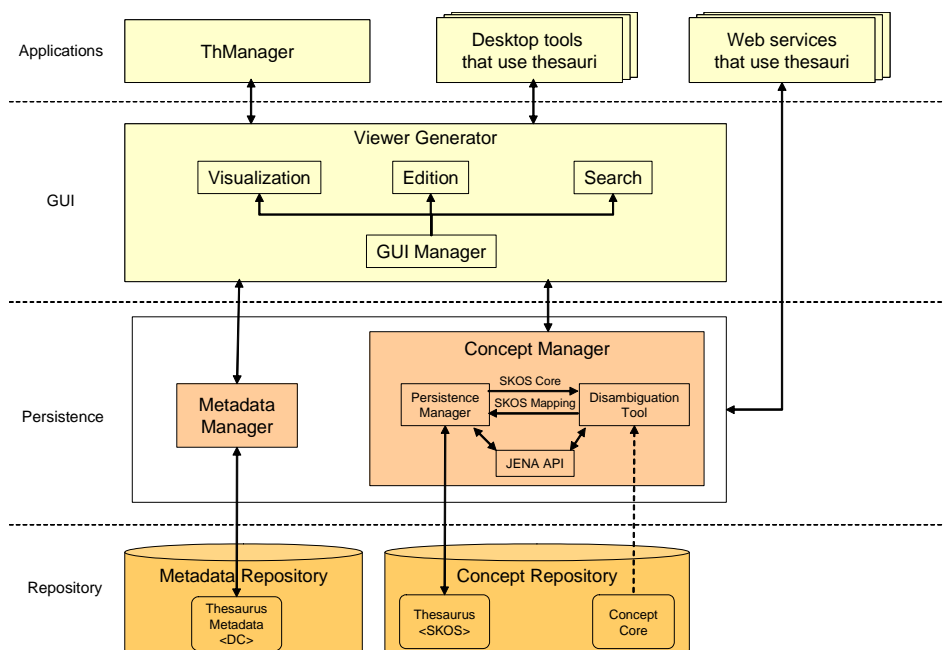 Applications
ThManager
Desktop tools
that use thesauri
Web services
that use thesauri
GUI
Viewer Generator
Visualization
Edition
Search
GUI Manager
Persistence
Metadata
Manager
Concept Manager
Persistence
Manager
SKOS Core
SKOS Mapping
Disambiguation
Tool
JENA API
Repository
Metadata Repository
Thesaurus
Metadata
<DC>
Concept Repository
Thesaurus
<SKOS>
Concept
Core